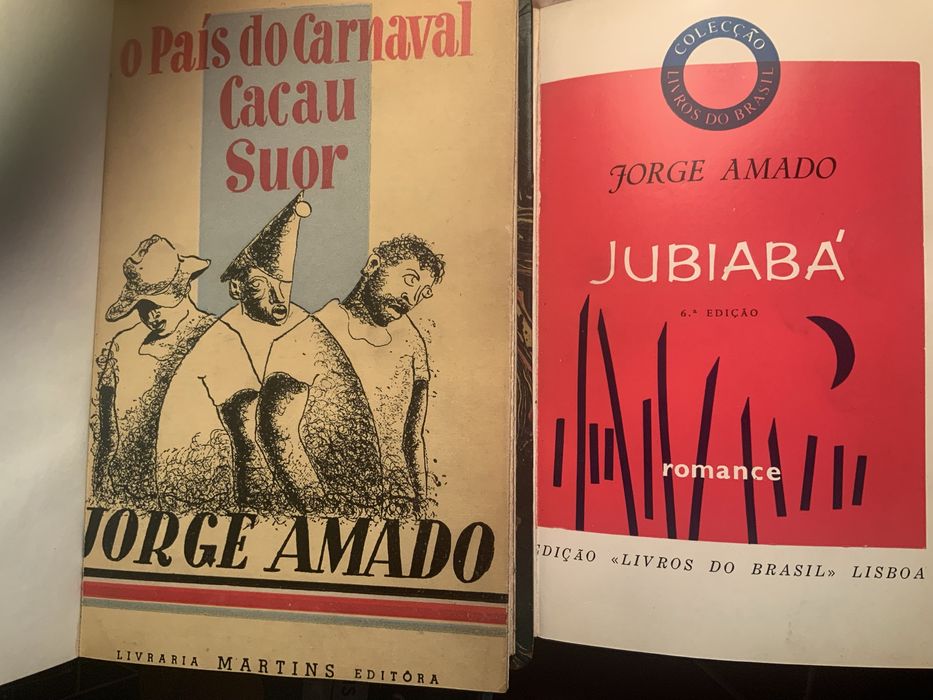 o País do Carnaval
Cacau
Suor
JORGE AMADO
LIVRARIA MARTINS EDITÔRA
COLECÇÃO
LIVROS DO BRASIL
JORGE AMADO
JUBIABÁ
6.ª EDIÇÃO
romance
EDIÇÃO «LIVROS DO BRASIL» LISBOA